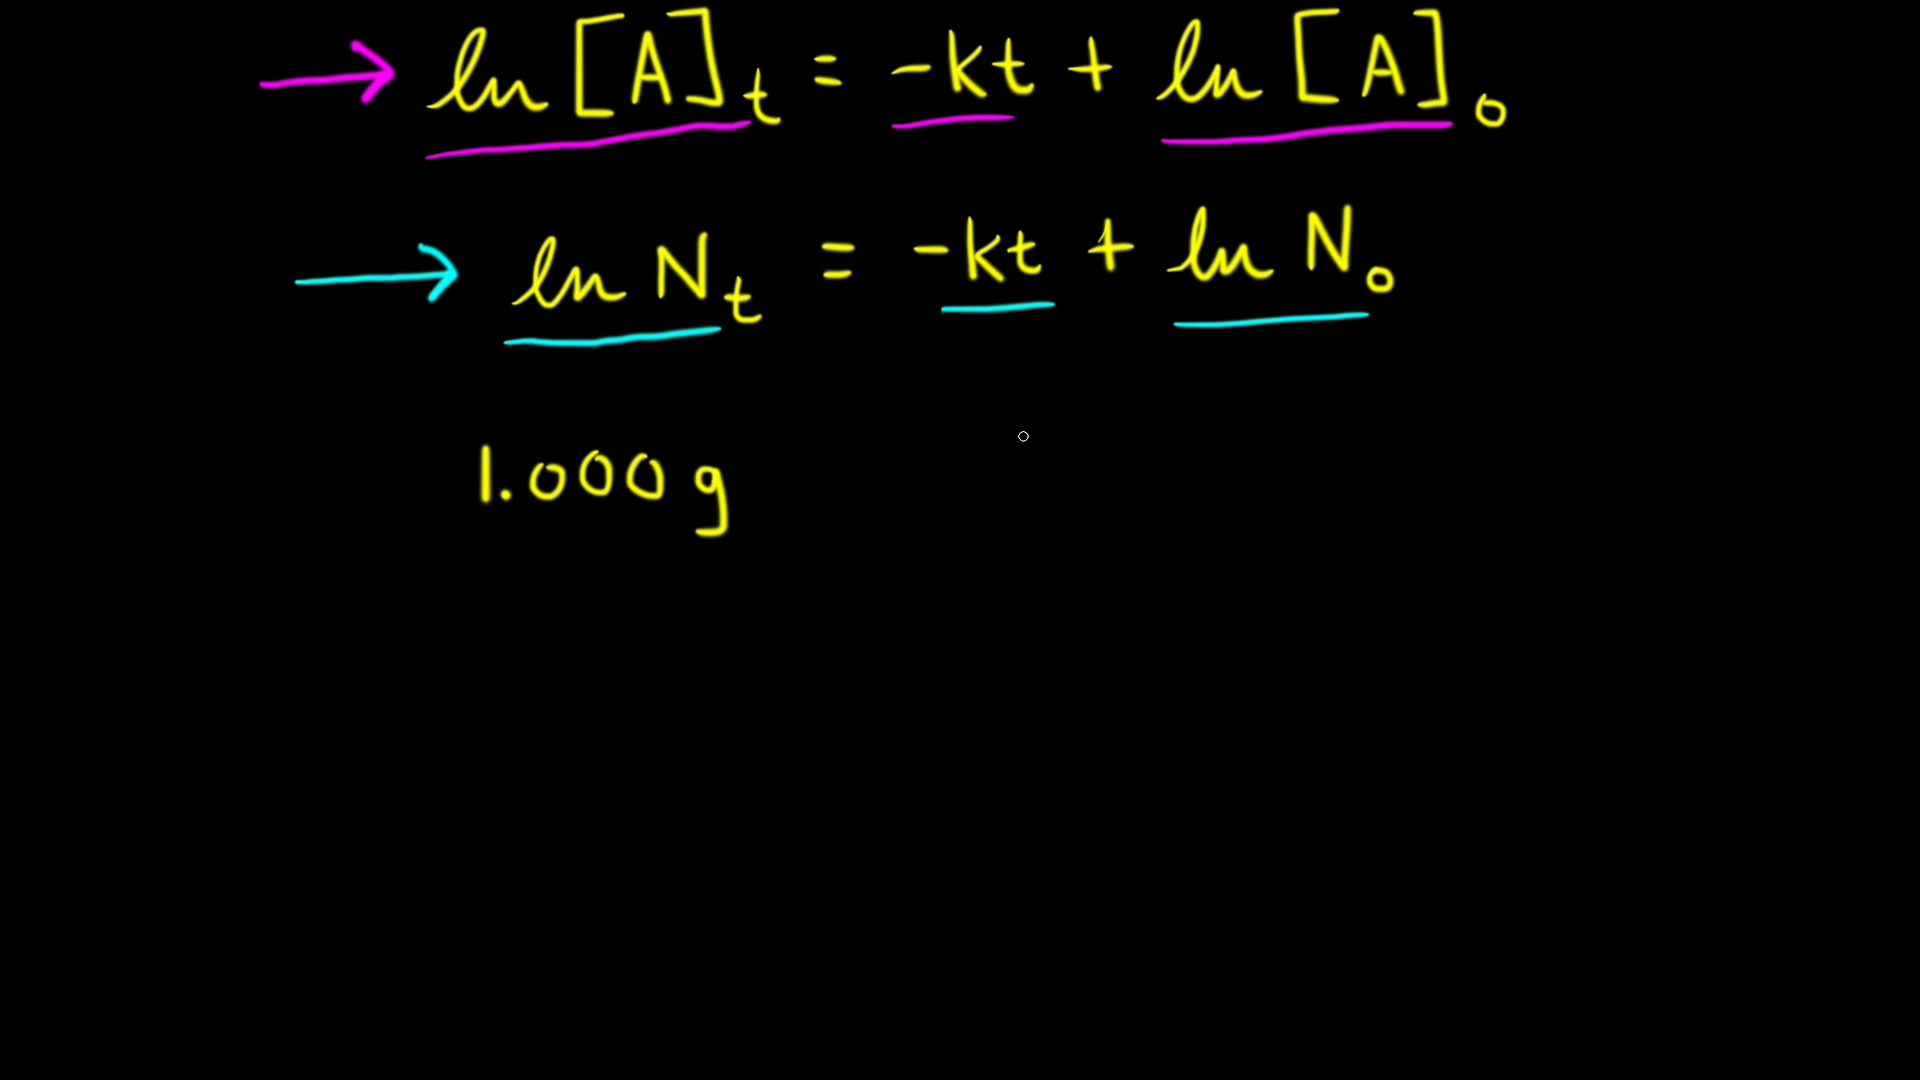 → ln [A]ₜ = -kt + ln [A]₀
→ ln Nₜ = -kt + ln N₀
1.000 g